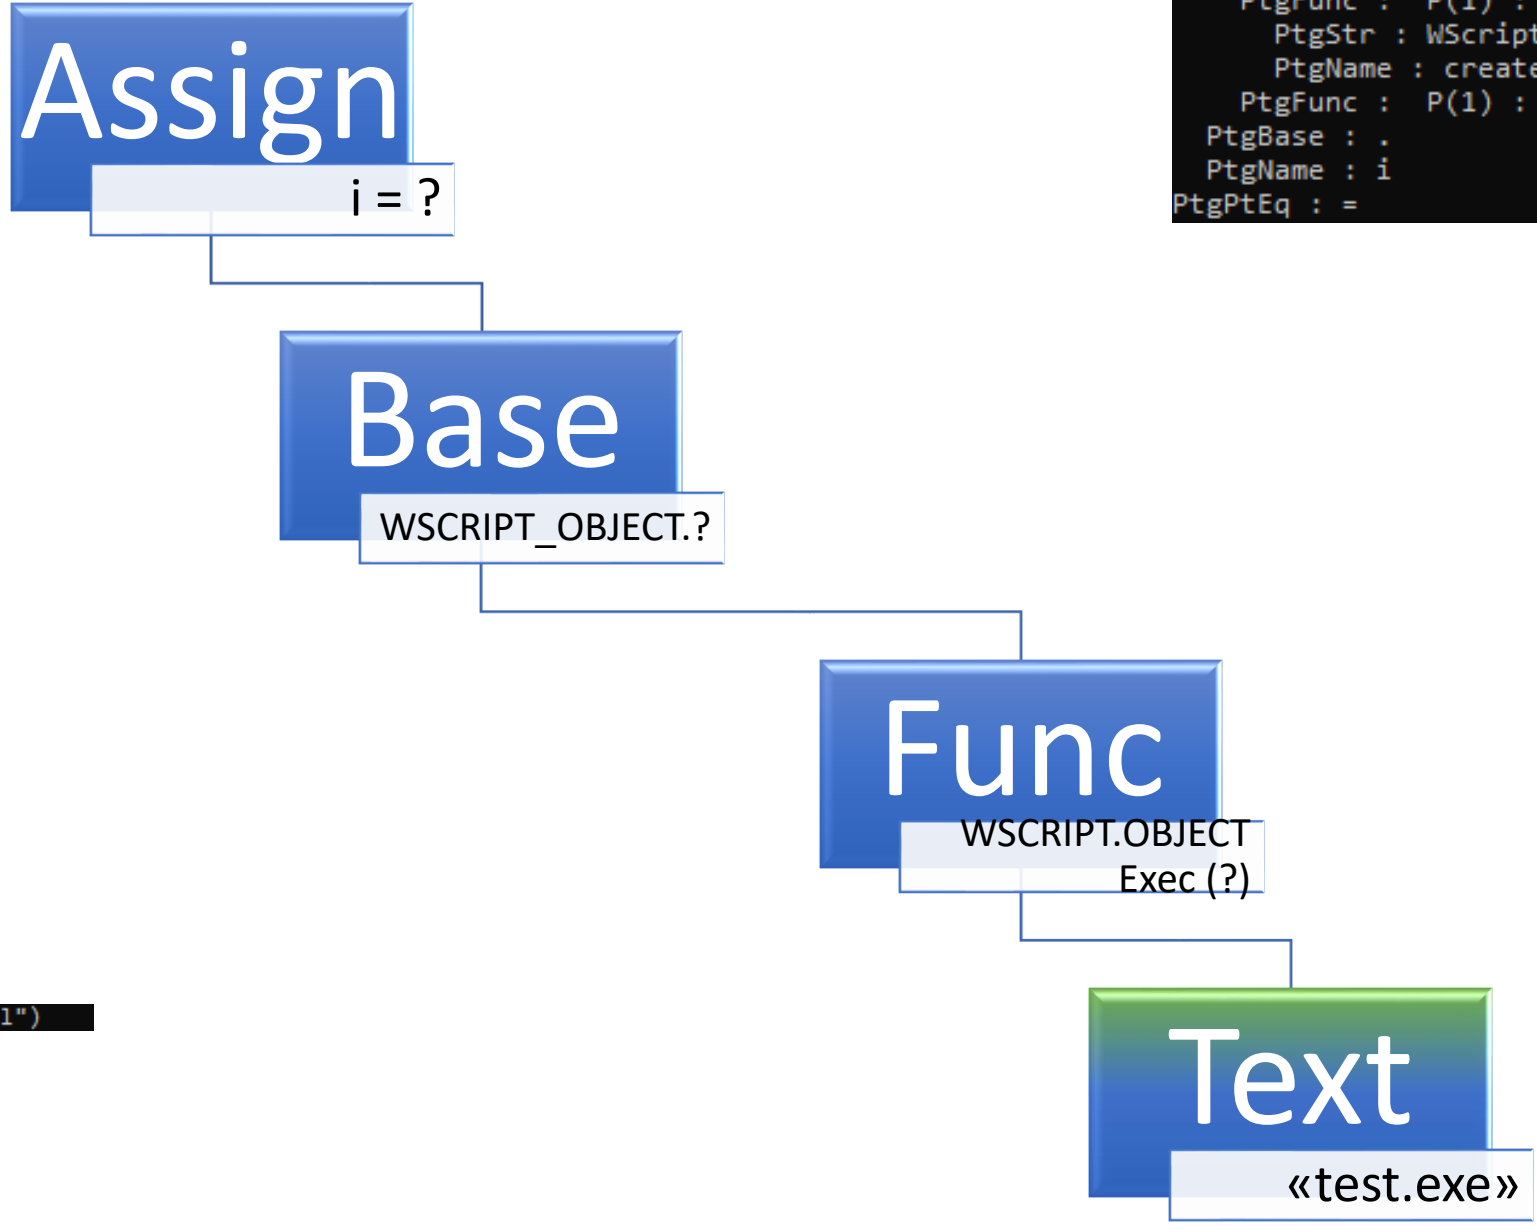 Assign
i = ?
PtgFunc : P(1) :
PtgStr : WScript
PtgName : create
PtgFunc : P(1) :
PtgBase : .
PtgName : i
PtgPtEq : =
Base
WSCRIPT_OBJECT.?
Func
WSCRIPT.OBJECT
Exec (?)
l")
Text
«test.exe»